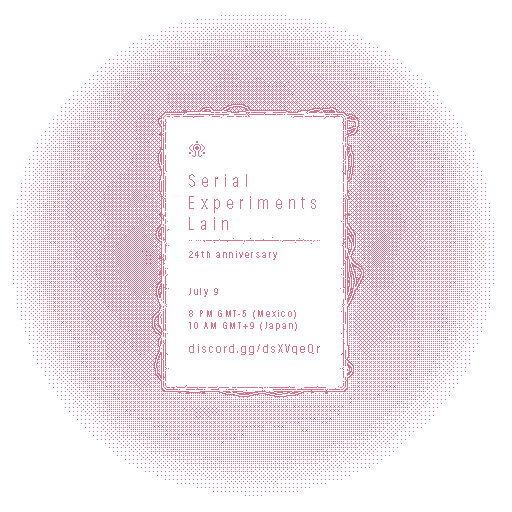 Serial
Experiments
Lain
24th anniversary
July 9
8 PM GMT-5 (Mexico)
10 AM GMT+9 (Japan)
discord.gg/dsXVqeQr